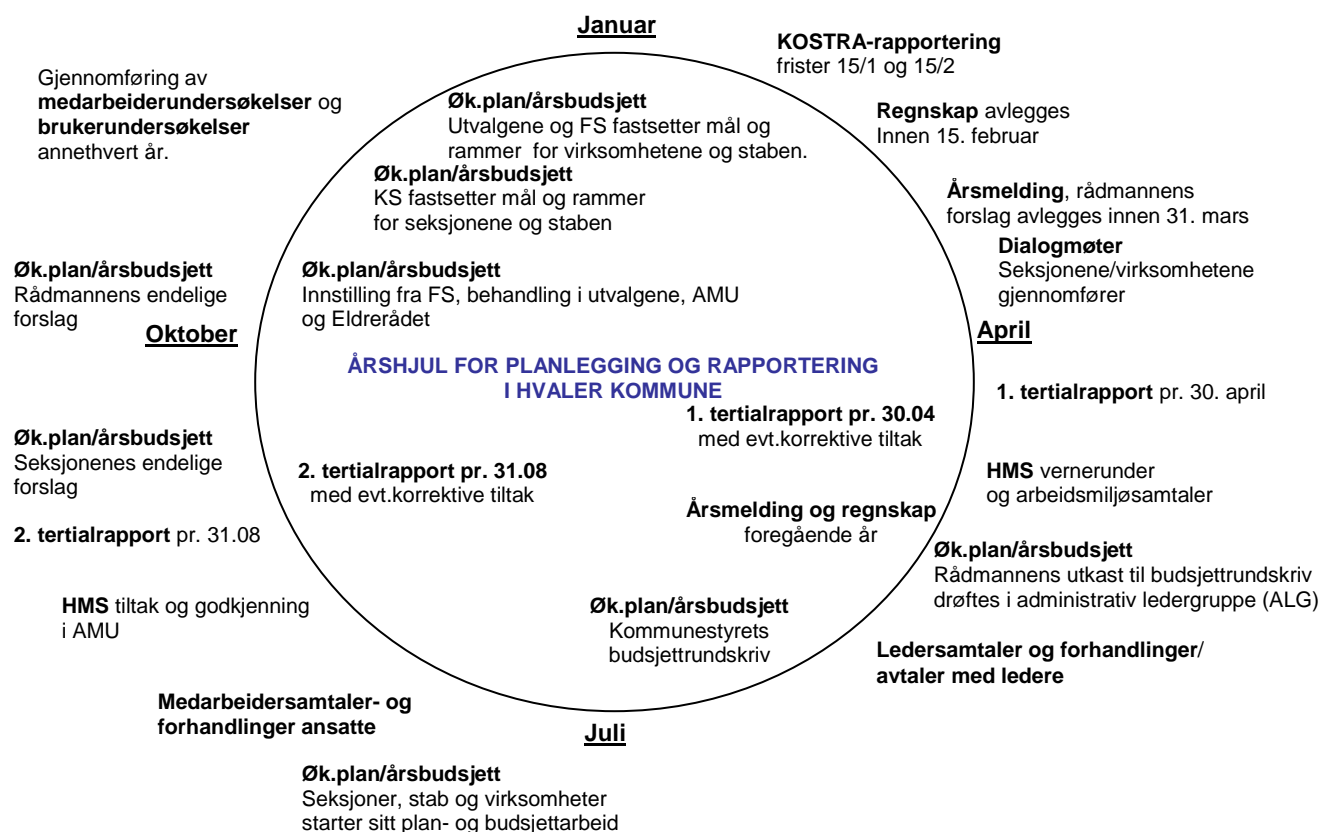 Januar
KOSTRA-rapportering
frister 15/1 og 15/2
Gjennomføring av
medarbeiderundersøkelser og
brukerundersøkelser
annethvert år.
Øk.plan/årsbudsjett
Utvalgene og FS fastsetter mål og
rammer for virksomhetene og staben.
Regnskap avlegges
Innen 15. februar
Øk.plan/årsbudsjett
KS fastsetter mål og rammer
for seksjonene og staben
Årsmelding, rådmannens
forslag avlegges innen 31. mars
Dialogmøter
Seksjonene/virksomhetene
gjennomfører
Øk.plan/årsbudsjett
Rådmannens endelige
forslag
Oktober
Øk.plan/årsbudsjett
Innstilling fra FS, behandling i utvalgene, AMU
og Eldrerådet
April
ÅRSHJUL FOR PLANLEGGING OG RAPPORTERING
I HVALER KOMMUNE
1. tertialrapport pr. 30. april
1. tertialrapport pr. 30.04
med evt.korrektive tiltak
Øk.plan/årsbudsjett
Seksjonenes endelige
forslag
2. tertialrapport pr. 31.08
med evt.korrektive tiltak
HMS vernerunder
og arbeidsmiljøsamtaler
2. tertialrapport pr. 31.08
Årsmelding og regnskap
foregående år
Øk.plan/årsbudsjett
Rådmannens utkast til budsjettrundskriv
drøftes i administrativ ledergruppe (ALG)
HMS tiltak og godkjenning
i AMU
Øk.plan/årsbudsjett
Kommunestyrets
budsjettrundskriv
Ledersamtaler og forhandlinger/
avtaler med ledere
Medarbeidersamtaler- og
forhandlinger ansatte
Juli
Øk.plan/årsbudsjett
Seksjoner, stab og virksomheter
starter sitt plan- og budsjettarbeid